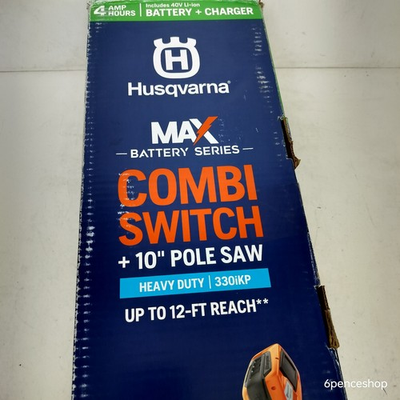 4 AMP HOURS Includes 40V Li-Ion BATTERY + CHARGER
Husqvarna®
MAX
BATTERY SERIES
COMBI
SWITCH
+ 10" POLE SAW
HEAVY DUTY | 330iKP
UP TO 12-FT REACH**
6penceshop